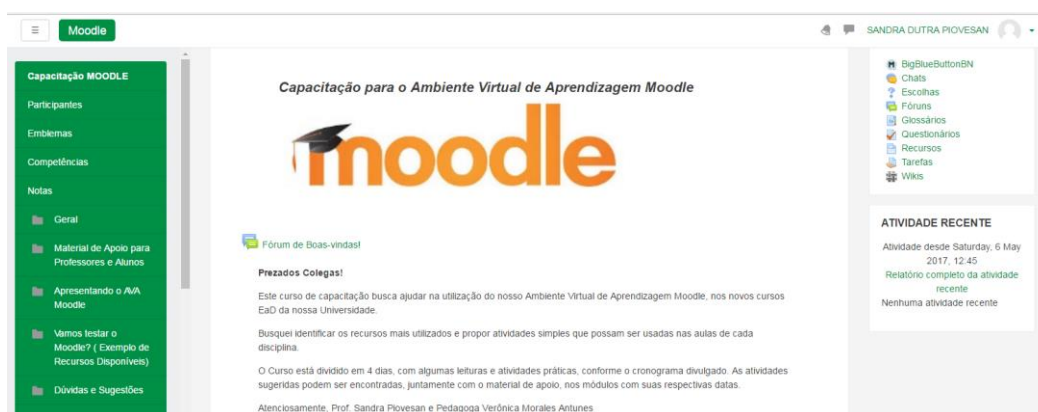 Moodle
SANDRA DUTRA PIOVESAN
Capacitação MOODLE
Participantes
Emblemas
Competências
Notas
Geral
Material de Apoio para
Professores e Alunos
Apresentando o AVA
Moodle
Vamos testar o
Moodle? ( Exemplo de
Recursos Disponíveis)
Dúvidas e Sugestões
Capacitação para o Ambiente Virtual de Aprendizagem Moodle
moodle
Fórum de Boas-vindas!
Prezados Colegas!
Este curso de capacitação busca ajudar na utilização do nosso Ambiente Virtual de Aprendizagem Moodle, nos novos cursos
EaD da nossa Universidade.
Busquei identificar os recursos mais utilizados e propor atividades simples que possam ser usadas nas aulas de cada
disciplina.
O Curso está dividido em 4 dias, com algumas leituras e atividades práticas, conforme o cronograma divulgado. As atividades
sugeridas podem ser encontradas, juntamente com o material de apoio, nos módulos com suas respectivas datas.
Atenciosamente, Prof. Sandra Piovesan e Pedagoga Verônica Morales Antunes
BigBlueButtonBN
Chats
Escolhas
Fóruns
Glossários
Questionários
Recursos
Tarefas
Wikis
ATIVIDADE RECENTE
Atividade desde Saturday, 6 May
2017, 12:45
Relatório completo da atividade
recente
Nenhuma atividade recente